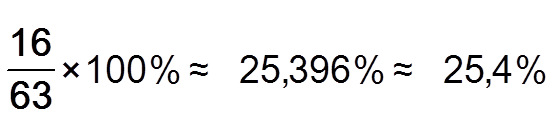 16/63 × 100% ≈ 25,396% ≈ 25,4%